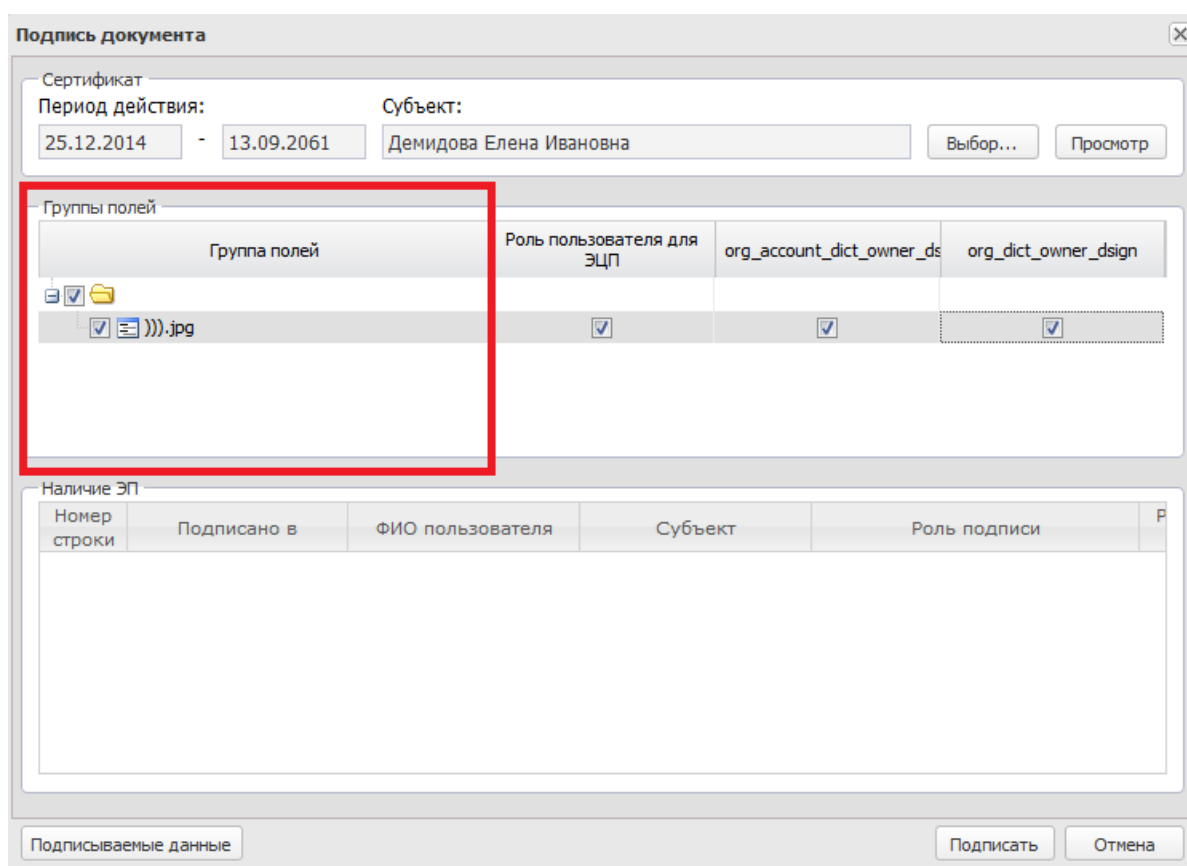 Подпись документа
Сертификат
Период действия:
Субъект:
25.12.2014 - 13.09.2061
Демидова Елена Ивановна
Выбор...
Просмотр
Группы полей
Группа полей
Роль пользователя для
ЭЦП
org_account_dict_owner_ds
org_dict_owner_dsign
))).jpg
Наличие ЭП
Номер
строки
Подписано в
ФИО пользователя
Субъект
Роль подписи
Р
Подписываемые данные
Подписать
Отмена